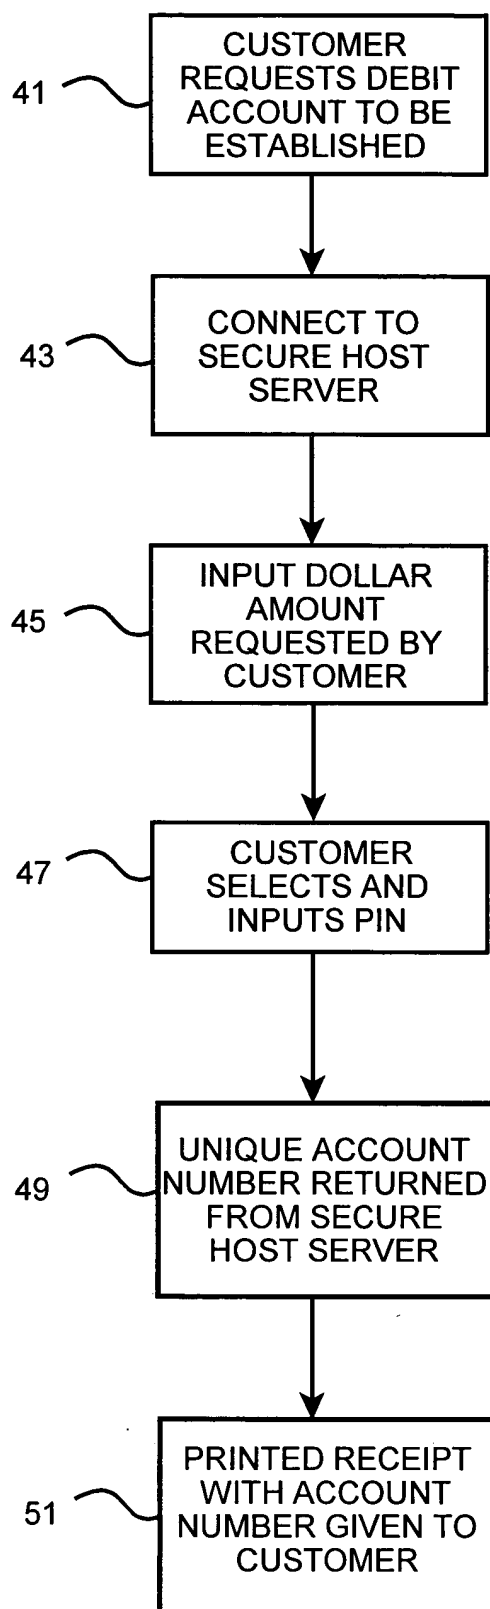 41
CUSTOMER
REQUESTS DEBIT
ACCOUNT TO BE
ESTABLISHED
43
CONNECT TO
SECURE HOST
SERVER
45
INPUT DOLLAR
AMOUNT
REQUESTED BY
CUSTOMER
47
CUSTOMER
SELECTS AND
INPUTS PIN
49
UNIQUE ACCOUNT
NUMBER RETURNED
FROM SECURE
HOST SERVER
51
PRINTED RECEIPT
WITH ACCOUNT
NUMBER GIVEN TO
CUSTOMER